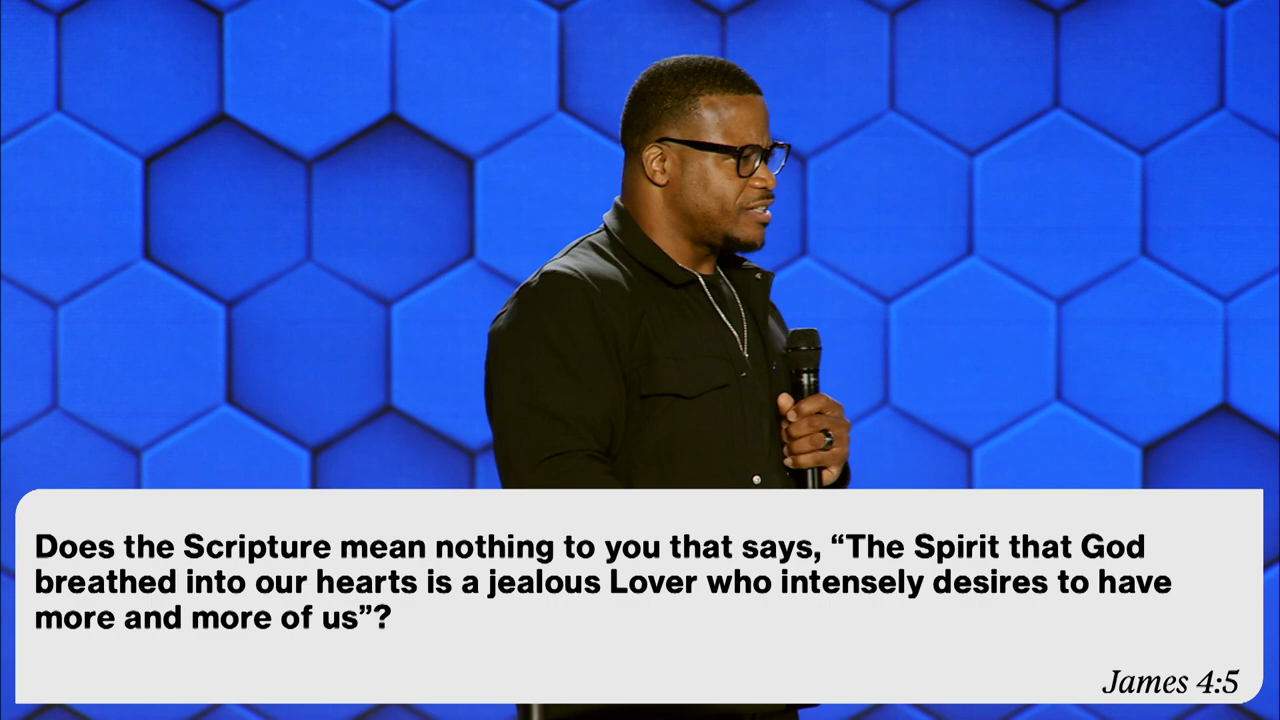 Does the Scripture mean nothing to you that says, “The Spirit that God
breathed into our hearts is a jealous Lover who intensely desires to have
more and more of us”?
James 4:5